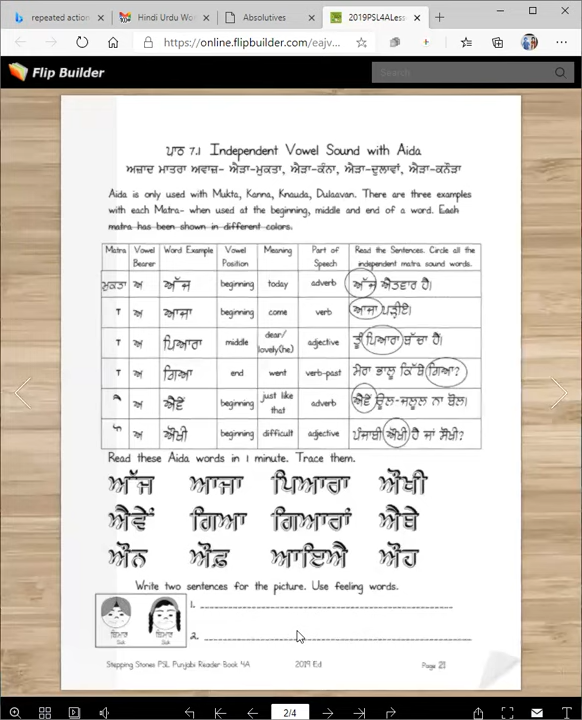 repeated action
Hindi Urdu Wo
Absolutives
2019PSL4ALess
https://online.flipbuilder.com/eajv...
Flip Builder
Search
ਪਾਠ 7.1 Independent Vowel Sound with Aida
ਅਜ਼ਾਦ ਮਾਤਰਾ ਅਵਾਜ਼- ਐੜਾ-ਮੁਕਤਾ, ਐੜਾ-ਕੰਨਾ, ਐੜਾ-ਦੁਲਾਵਾਂ, ਐੜਾ-ਕਨੌੜਾ
Aida is only used with Mukta, Kanna, Knauda, Dulaavan. There are three examples
with each Matra- when used at the beginning, middle and end of a word. Each
matra has been shown in different colors.
Matra Vowel Bearer Word Example Vowel Position Meaning Part of Speech Read the Sentences. Circle all the independent matra sound words.
ਮੁਕਤਾ ਅ ਅੱਜ beginning today adverb ਅੱਜ ਐਤਵਾਰ ਹੈ।
ਾ ਅ ਆਜਾ beginning come verb ਆਜਾ ਪੜ੍ਹੀਏ।
ਾ ਅ ਪਿਆਰਾ middle dear/ lovely(he) adjective ਤੂੰ ਪਿਆਰਾ ਬੱਚਾ ਹੈਂ।
ਾ ਅ ਗਿਆ end went verb-past ਮੇਰਾ ਭਾਲੂ ਕਿੱਥੇ ਗਿਆ?
ੈ ਅ ਐਵੇਂ beginning just like that adverb ਐਵੇਂ ਊਲ-ਜਲੂਲ ਨਾ ਬੋਲ।
ੌ ਅ ਔਖੀ beginning difficult adjective ਪੰਜਾਬੀ ਔਖੀ ਹੈ ਜਾਂ ਸੌਖੀ?
Read these Aida words in 1 minute. Trace them.
ਅੱਜ ਆਜਾ ਪਿਆਰਾ ਔਖੀ
ਐਵੇਂ ਗਿਆ ਗਿਆਰਾਂ ਐਥੇ
ਔਨ ਔਫ਼ ਆਇਐ ਔਹ
Write two sentences for the picture. Use feeling words.
1.
2.
ਬਿਮਾਰ ਬਿਮਾਰ
Sick Sick
Stepping Stones PSL Punjabi Reader Book 4A 2019 Ed Page 21
2/4